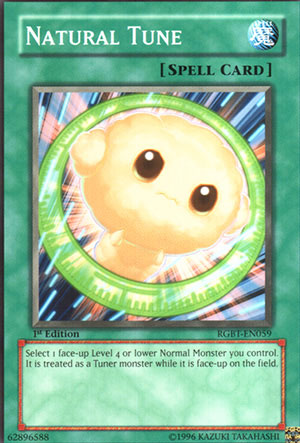 NATURAL TUNE
魔
[SPELL CARD]
1st Edition
RGBT-EN059
Select 1 face-up Level 4 or lower Normal Monster you control.
It is treated as a Tuner monster while it is face-up on the field.
62896588
©1996 KAZUKI TAKAHASHI